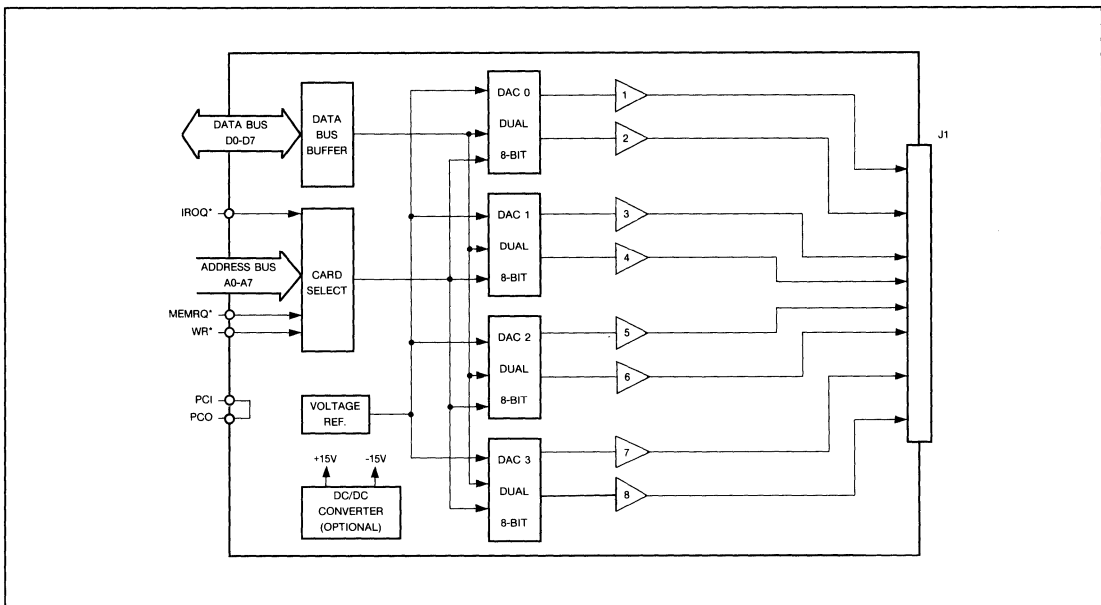 DATA BUS
D0-D7
DATA
BUS
BUFFER
IROQ*
ADDRESS BUS
A0-A7
CARD
SELECT
MEMRQ*
WR*
PCI
PCO
VOLTAGE
REF.
+15V
-15V
DC/DC
CONVERTER
(OPTIONAL)
DAC 0
DUAL
8-BIT
DAC 1
DUAL
8-BIT
DAC 2
DUAL
8-BIT
DAC 3
DUAL
8-BIT
1
2
3
4
5
6
7
8
J1